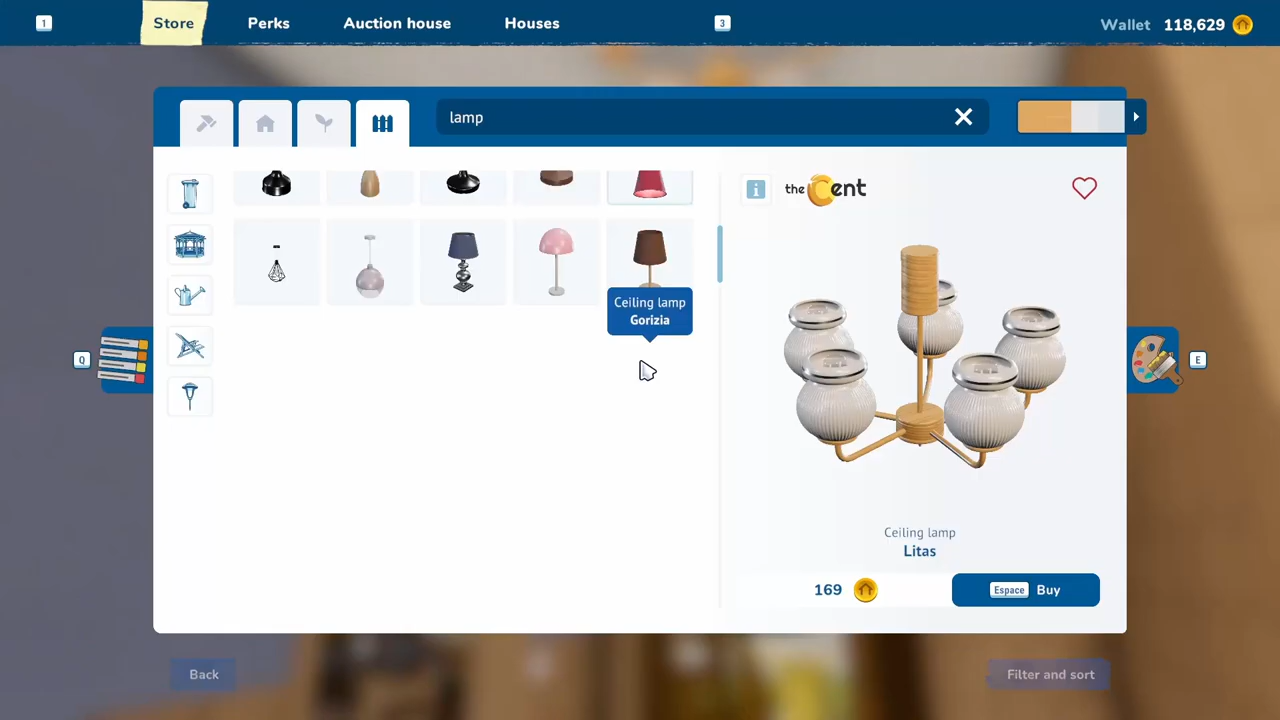 1
Store
Perks
Auction house
Houses
3
Wallet 118,629
lamp
i
the Cent
Ceiling lamp
Gorizia
Q
E
Ceiling lamp
Litas
169
Espace Buy
Back
Filter and sort